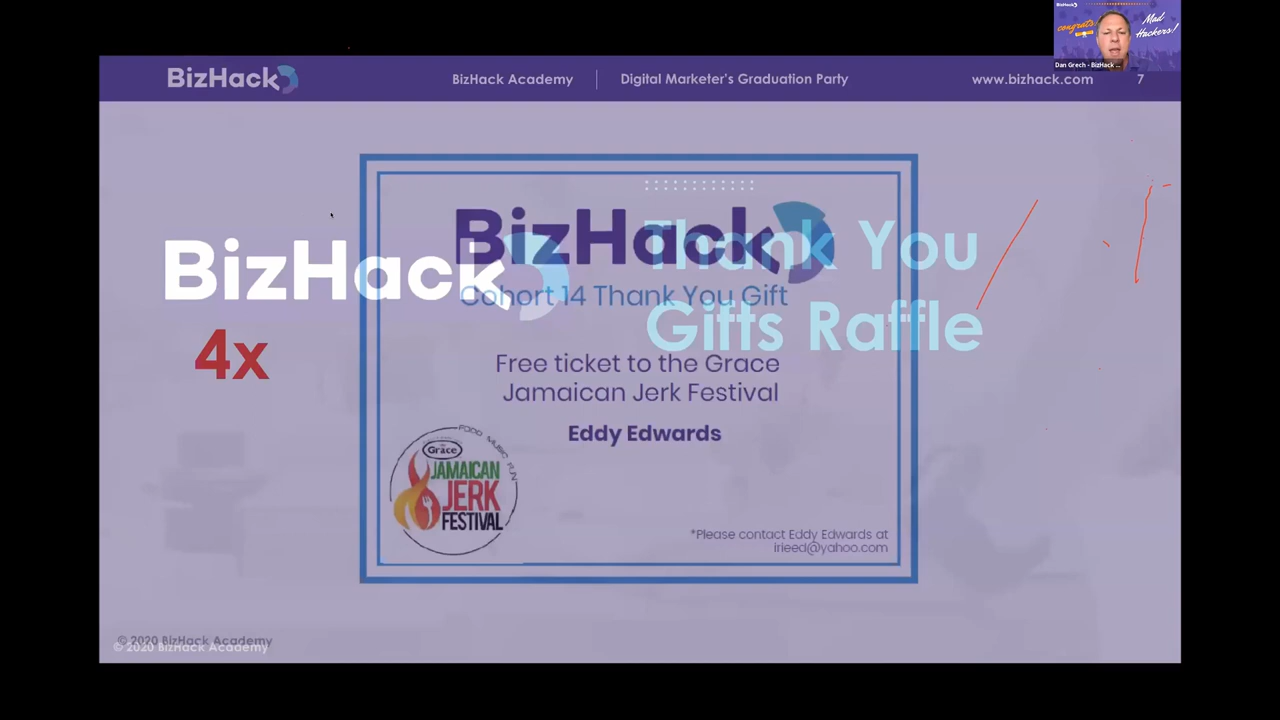 BizHack
congrats!
Mad
Hackers!
Dan Grech - BizHack ...
BizHack
BizHack Academy
Digital Marketer's Graduation Party
www.bizhack.com
7
BizHack
Thank You
Gifts Raffle
BizHack
4x
Cohort 14 Thank You Gift
Free ticket to the Grace
Jamaican Jerk Festival
Eddy Edwards
FOOD MUSIC FUN
Grace
JAMAICAN
JERK
FESTIVAL
*Please contact Eddy Edwards at
irieed@yahoo.com
© 2020 BizHack Academy
© 2020 BizHack Academy